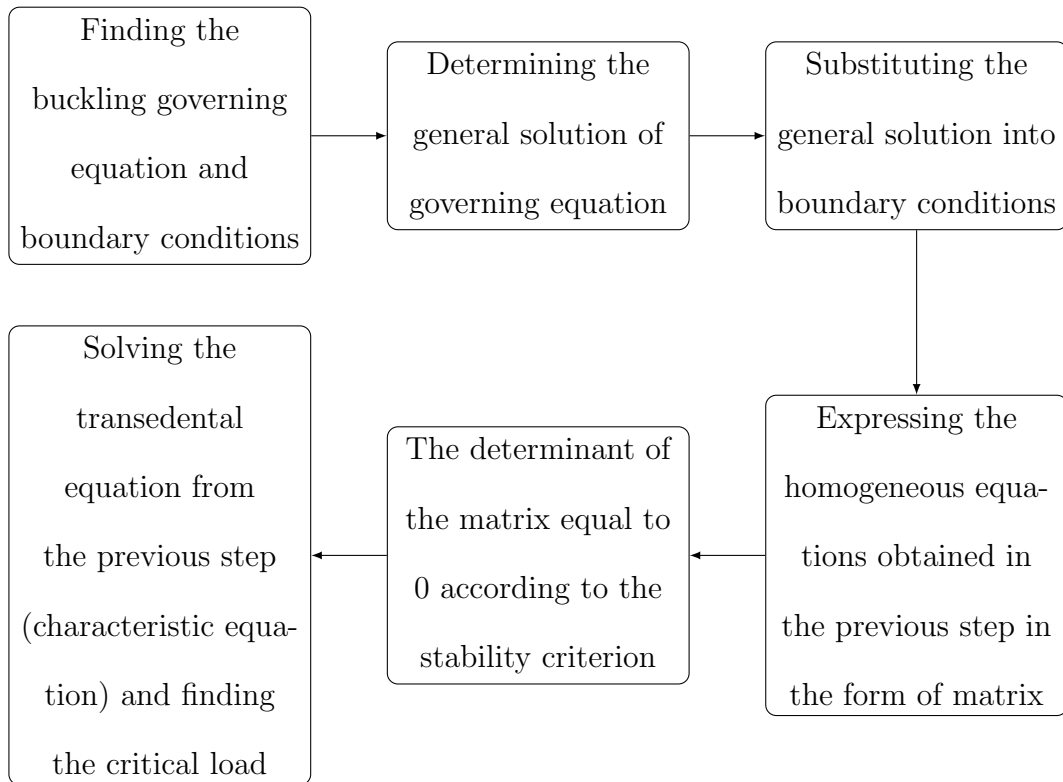 Finding the
buckling governing
equation and
boundary conditions
Determining the
general solution of
governing equation
Substituting the
general solution into
boundary conditions
Expressing the
homogeneous equa-
tions obtained in
the previous step in
the form of matrix
The determinant of
the matrix equal to
0 according to the
stability criterion
Solving the
transedental
equation from
the previous step
(characteristic equa-
tion) and finding
the critical load